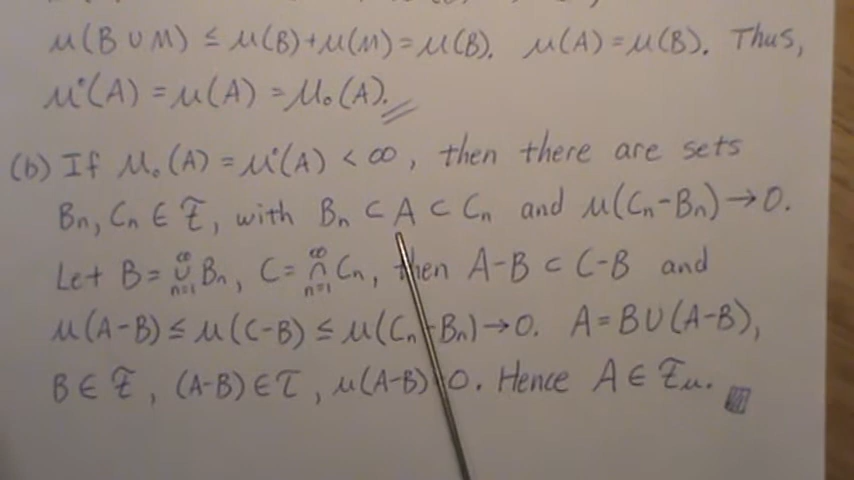 μ(B ∪ M) ≤ μ(B)+μ(M) = μ(B). μ(A) = μ(B). Thus,
μ*(A) = μ(A) = μ₀(A).
(b) If μ₀(A) = μ*(A) < ∞, then there are sets
Bn, Cn ∈ F, with Bn ⊂ A ⊂ Cn and μ(Cn-Bn) → 0.
Let B = ∞∪n=1 Bn, C = ∞∩n=1 Cn, then A-B ⊂ C-B and
μ(A-B) ≤ μ(C-B) ≤ μ(Cn-Bn) → 0. A = B ∪ (A-B),
B ∈ F, (A-B) ∈ τ, μ(A-B) 0. Hence A ∈ Fμ.